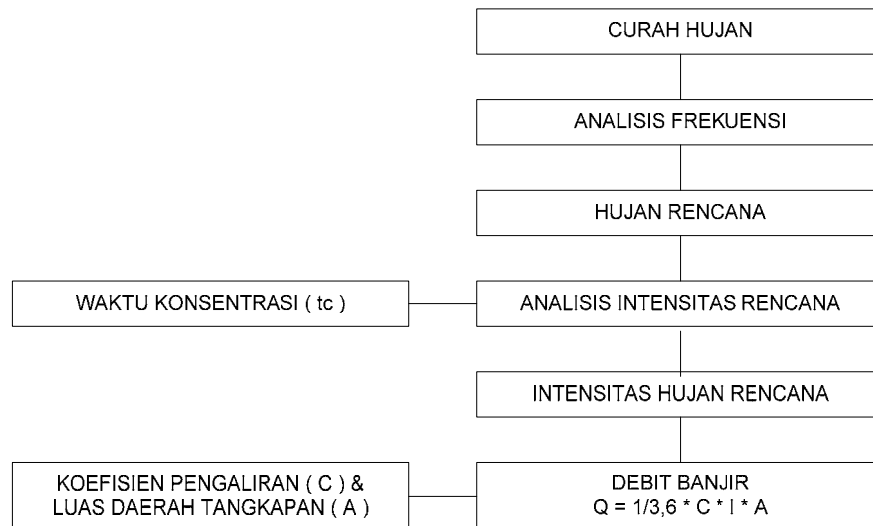 CURAH HUJAN
ANALISIS FREKUENSI
HUJAN RENCANA
WAKTU KONSENTRASI ( tc )
ANALISIS INTENSITAS RENCANA
INTENSITAS HUJAN RENCANA
KOEFISIEN PENGALIRAN ( C ) &
LUAS DAERAH TANGKAPAN ( A )
DEBIT BANJIR
Q = 1/3,6 * C * I * A